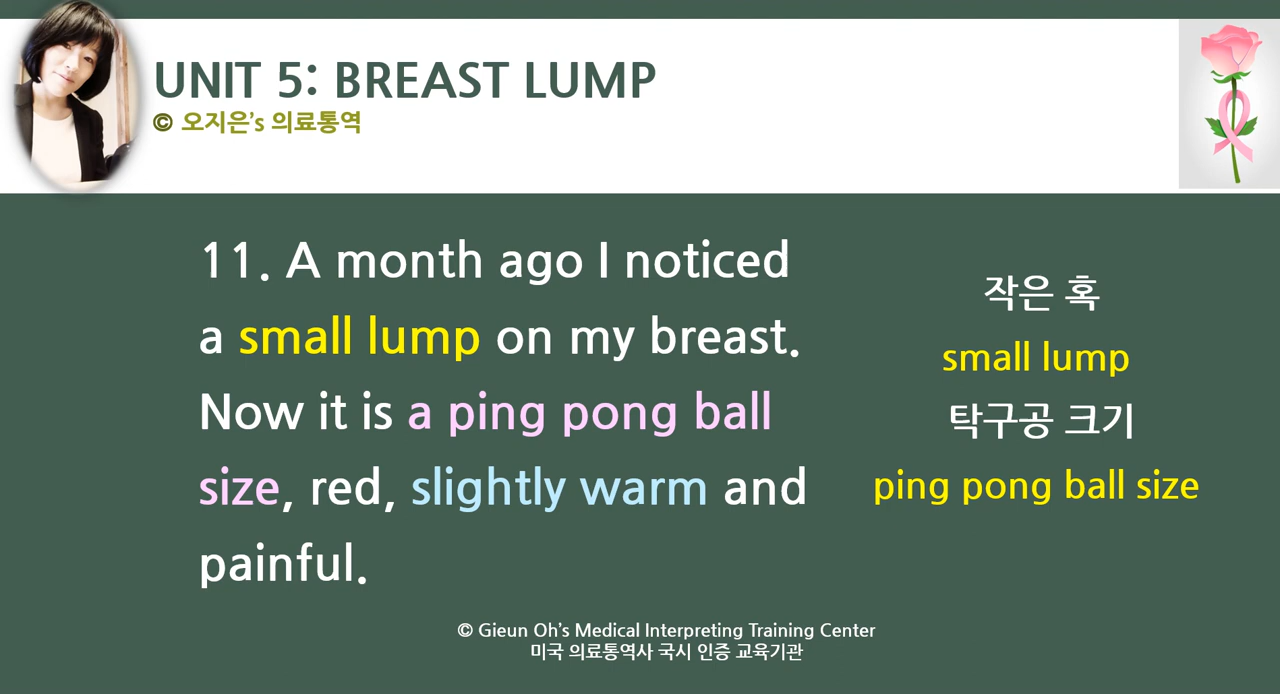 UNIT 5: BREAST LUMP
© 오지은's 의료통역
11. A month ago I noticed
a small lump on my breast.
Now it is a ping pong ball
size, red, slightly warm and
painful.
작은 혹
small lump
탁구공 크기
ping pong ball size
© Gieun Oh's Medical Interpreting Training Center
미국 의료통역사 국시 인증 교육기관